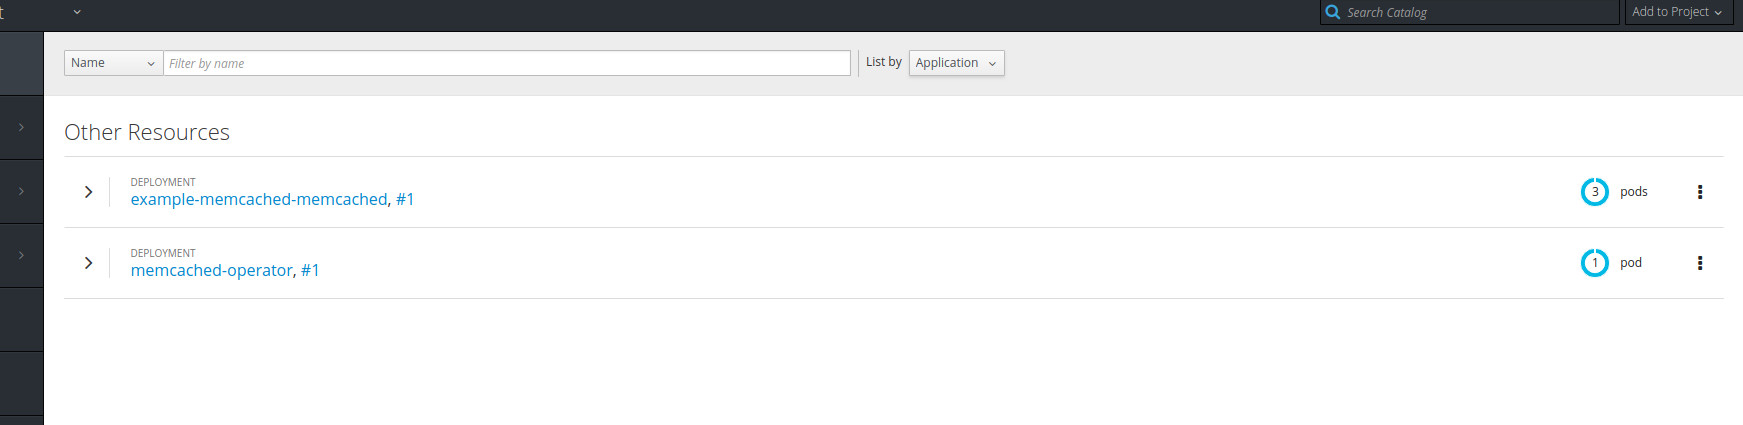 Search Catalog
Add to Project
Name
Filter by name
List by
Application
Other Resources
DEPLOYMENT
example-memcached-memcached, #1
3 pods
DEPLOYMENT
memcached-operator, #1
1 pod